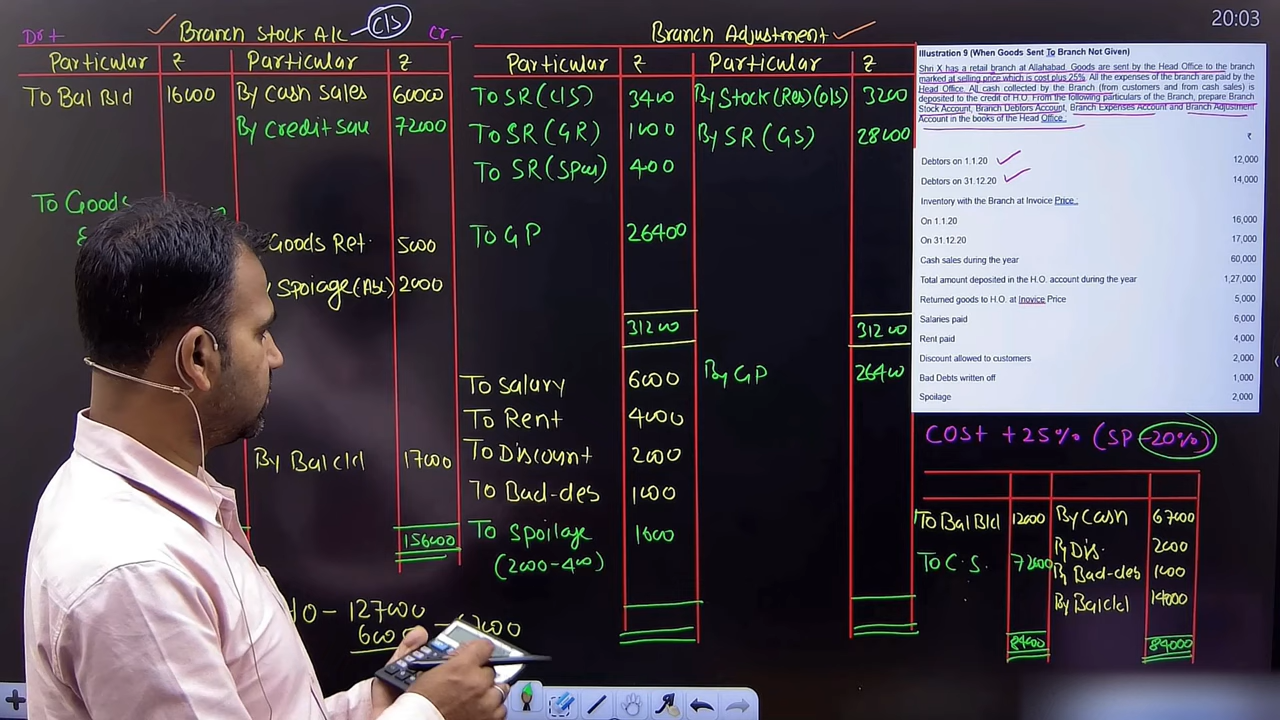 20:03
Dr+
Branch Stock A/c
C/S
Cr-
Particular ₹ Particular ₹
To Bal B/d 16000 By Cash Sales 60000
By Credit Sale 72000
To Goods
Goods Ret. 5000
Spoiage(Abl) 2000
By Bal c/d 17000
156000
HO - 127000
60000
Branch Adjustment
Particular ₹ Particular ₹
To SR(C/S) 3400 By Stock(Res)(O/S) 3200
To SR(GR) 1000 By SR(GS) 28000
To SR(Spoi) 400
To GP 26400
31200 31200
To Salary 6000 By GP 26400
To Rent 4000
To Discount 2000
To Bad-des 1000
To Spoilage 1600
(2000-400)
Illustration 9 (When Goods Sent To Branch Not Given)
Shri X has a retail branch at Allahabad. Goods are sent by the Head Office to the branch
marked at selling price which is cost plus 25%. All the expenses of the branch are paid by the
Head Office. All cash collected by the Branch (from customers and from cash sales) is
deposited to the credit of H.O. From the following particulars of the Branch, prepare Branch
Stock Account, Branch Debtors Account, Branch Expenses Account and Branch Adjustment
Account in the books of the Head Office.
₹
Debtors on 1.1.20 12,000
Debtors on 31.12.20 14,000
Inventory with the Branch at Invoice Price.
On 1.1.20 16,000
On 31.12.20 17,000
Cash sales during the year 60,000
Total amount deposited in the H.O. account during the year 1,27,000
Returned goods to H.O. at Inovice Price 5,000
Salaries paid 6,000
Rent paid 4,000
Discount allowed to customers 2,000
Bad Debts written off 1,000
Spoilage 2,000
COST + 25% (SP - 20%)
To Bal B/d 12000 By Cash 67000
To C.S. 72000 By Dis. 2000
By Bad-des 1000
By Bal c/d 14000
84000 84000